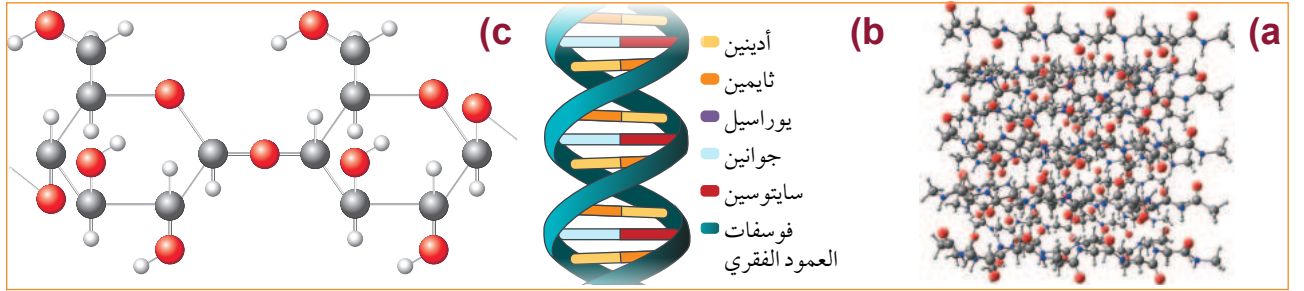 (a
(b
أدينين
ثايمين
يوراسيل
جوانين
سايتوسين
فوسفات
العمود الفقري
(c